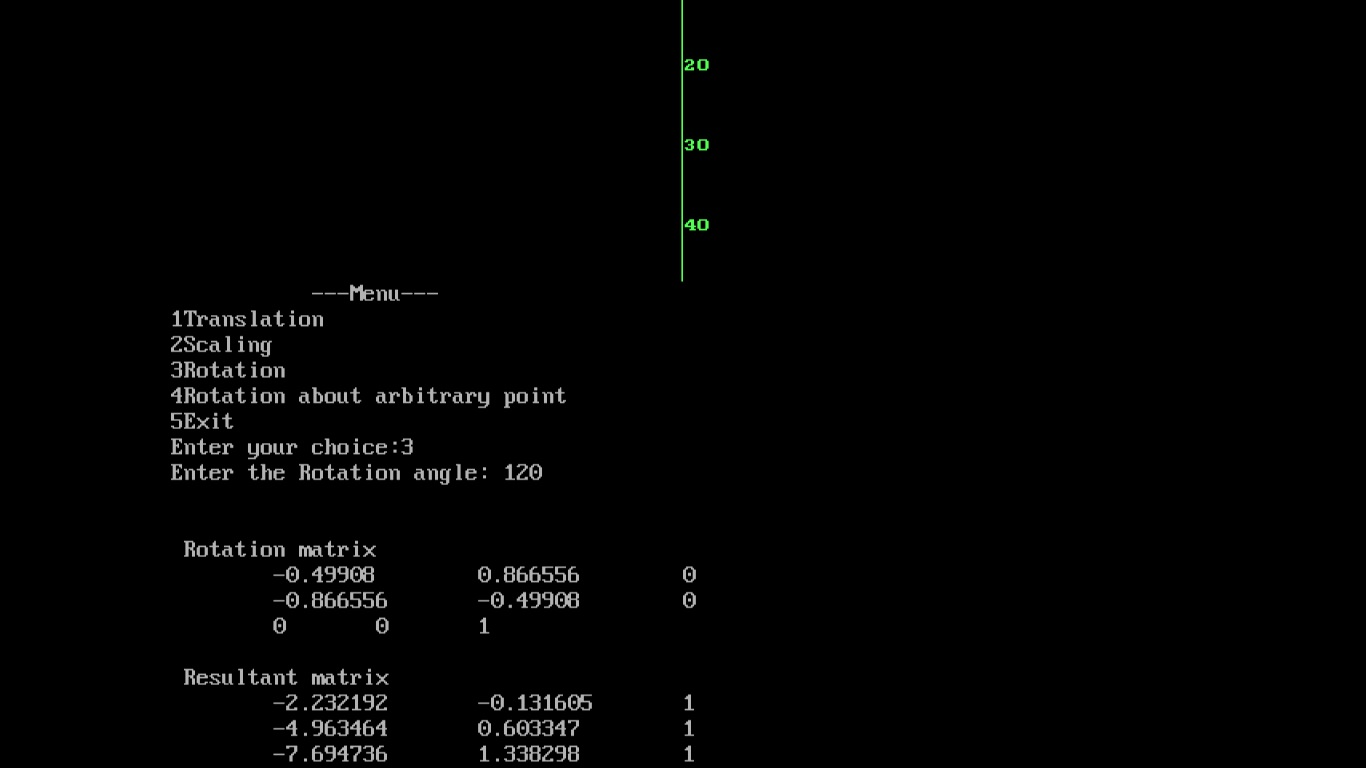 20
30
40
---Menu---
1Translation
2Scaling
3Rotation
4Rotation about arbitrary point
5Exit
Enter your choice:3
Enter the Rotation angle: 120
Rotation matrix
-0.49908 0.866556 0
-0.866556 -0.49908 0
0 0 1
Resultant matrix
-2.232192 -0.131605 1
-4.963464 0.603347 1
-7.694736 1.338298 1